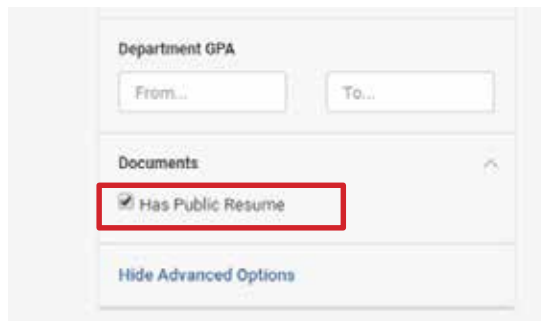 Department GPA
From... To...
Documents
Has Public Resume
Hide Advanced Options